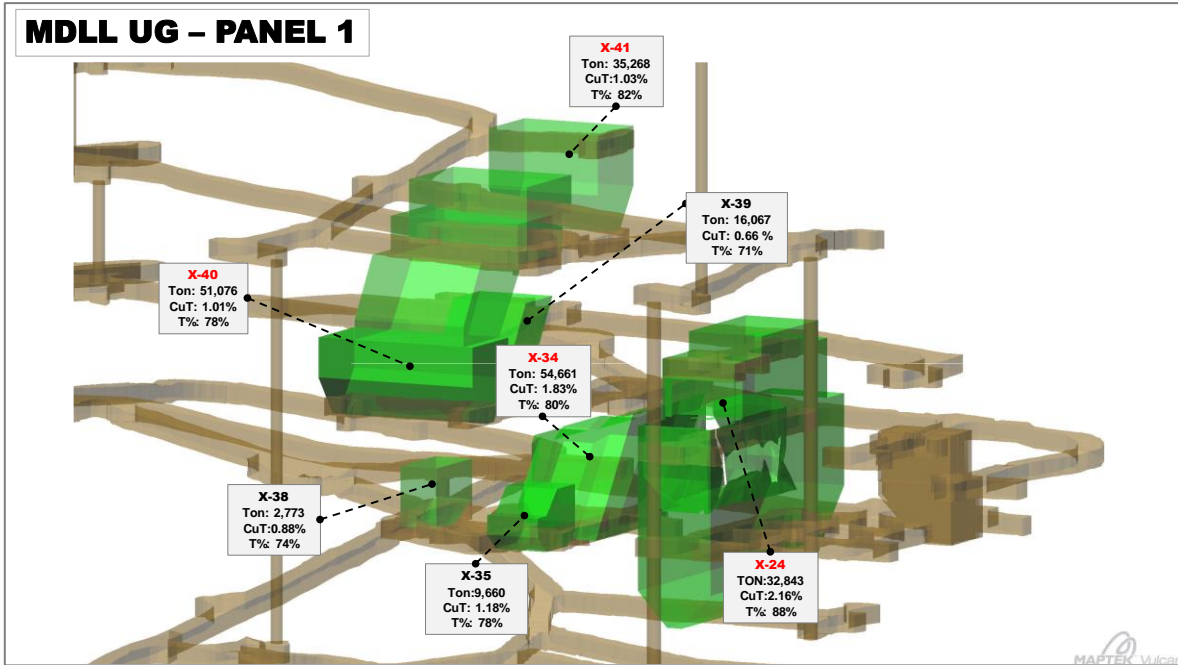 MDLL UG – PANEL 1
X-41
Ton: 35,268
CuT:1.03%
T%: 82%
X-39
Ton: 16,067
CuT: 0.66 %
T%: 71%
X-40
Ton: 51,076
CuT: 1.01%
T%: 78%
X-34
Ton: 54,661
CuT: 1.83%
T%: 80%
X-38
Ton: 2,773
CuT:0.88%
T%: 74%
X-35
Ton:9,660
CuT: 1.18%
T%: 78%
X-24
TON:32,843
CuT:2.16%
T%: 88%
MAPTEK Vulcan